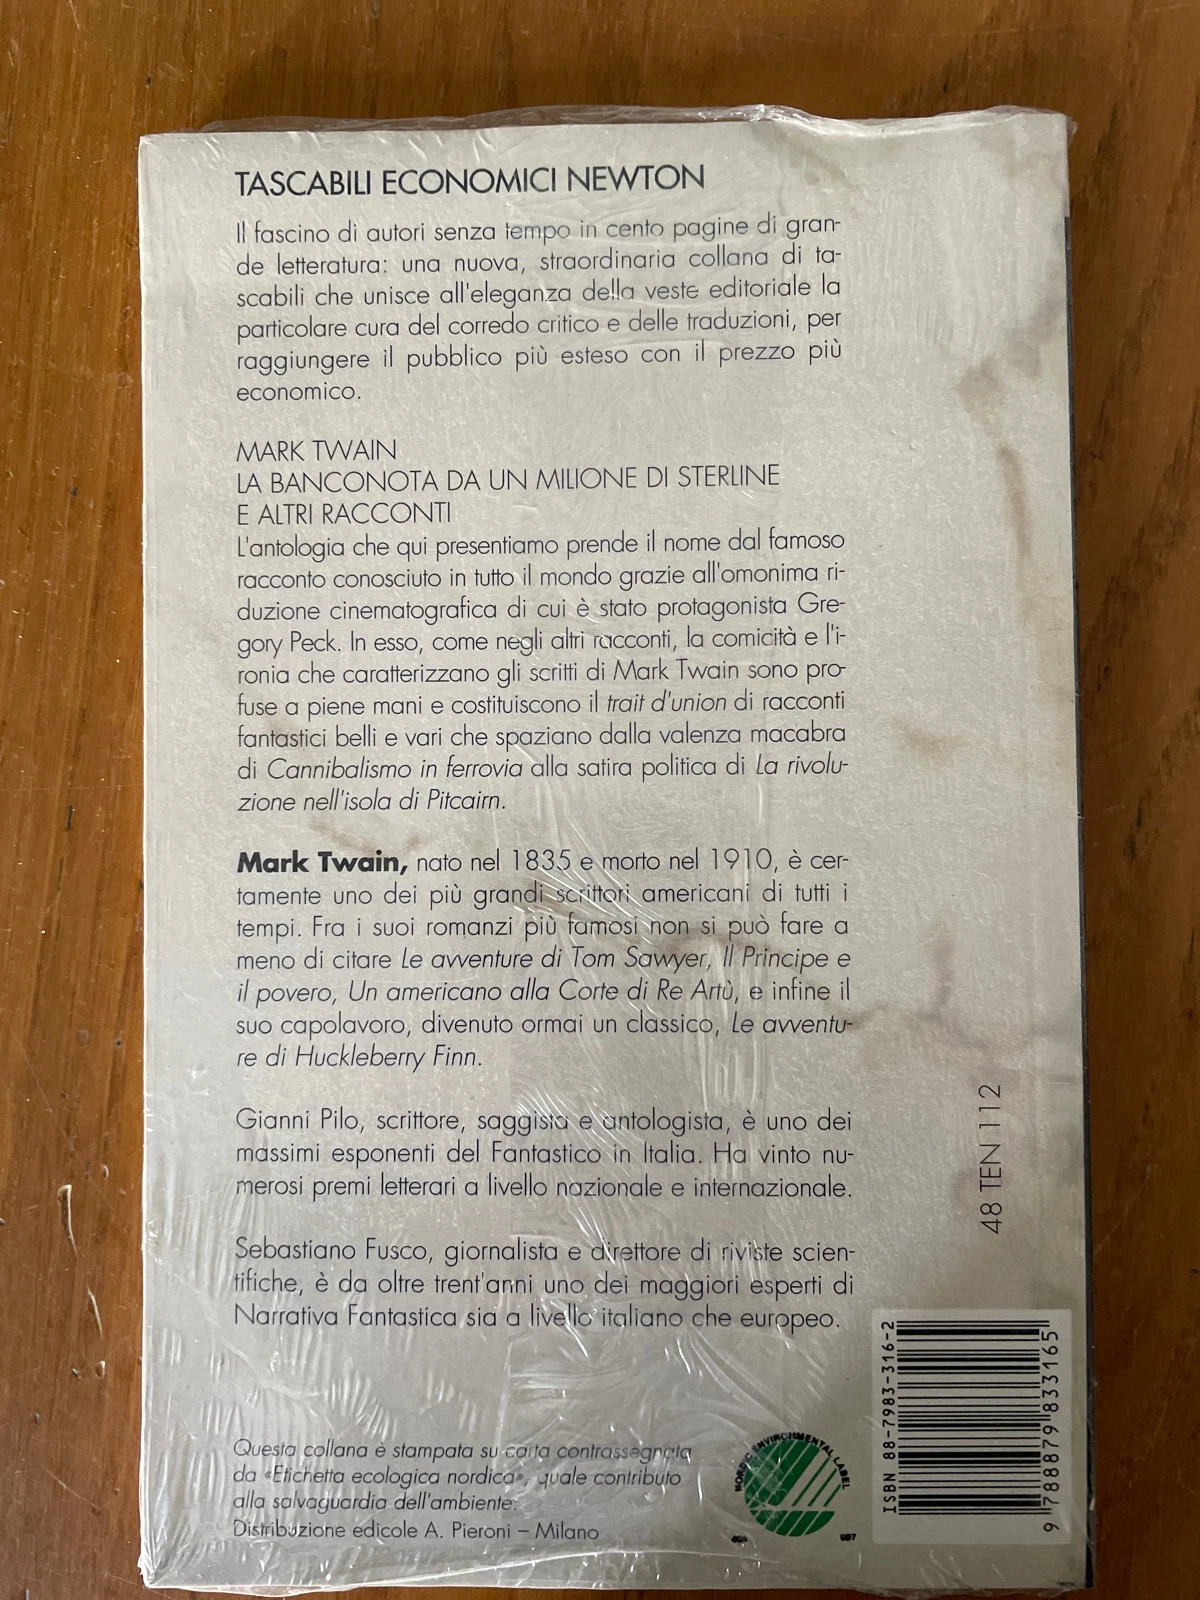 TASCABILI ECONOMICI NEWTON
Il fascino di autori senza tempo in cento pagine di gran-
de letteratura: una nuova, straordinaria collana di ta-
scabili che unisce all'eleganza della veste editoriale la
particolare cura del corredo critico e delle traduzioni, per
raggiungere il pubblico più esteso con il prezzo più
economico.
MARK TWAIN
LA BANCONOTA DA UN MILIONE DI STERLINE
E ALTRI RACCONTI
L'antologia che qui presentiamo prende il nome dal famoso
racconto conosciuto in tutto il mondo grazie all'omonima ri-
duzione cinematografica di cui è stato protagonista Gre-
gory Peck. In esso, come negli altri racconti, la comicità e l'i-
ronia che caratterizzano gli scritti di Mark Twain sono pro-
fuse a piene mani e costituiscono il trait d'union di racconti
fantastici belli e vari che spaziano dalla valenza macabra
di Cannibalismo in ferrovia alla satira politica di La rivolu-
zione nell'isola di Pitcairn.
Mark Twain, nato nel 1835 e morto nel 1910, è cer-
tamente uno dei più grandi scrittori americani di tutti i
tempi. Fra i suoi romanzi più famosi non si può fare a
meno di citare Le avventure di Tom Sawyer, Il Principe e
il povero, Un americano alla Corte di Re Artù, e infine il
suo capolavoro, divenuto ormai un classico, Le avventu-
re di Huckleberry Finn.
Gianni Pilo, scrittore, saggista e antologista, è uno dei
massimi esponenti del Fantastico in Italia. Ha vinto nu-
merosi premi letterari a livello nazionale e internazionale.
Sebastiano Fusco, giornalista e direttore di riviste scien-
tifiche, è da oltre trent'anni uno dei maggiori esperti di
Narrativa Fantastica sia a livello italiano che europeo.
48 TEN 112
Questa collana è stampata su carta contrassegnata
da «Etichetta ecologica nordica», quale contributo
alla salvaguardia dell'ambiente.
Distribuzione edicole A. Pieroni – Milano
NORDIC ENVIRONMENTAL LABEL
ISBN 88-7983-316-2
9 788879 833165